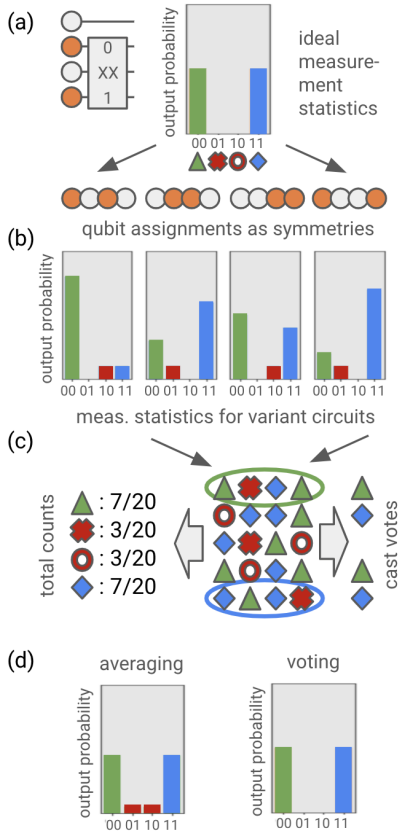 (a)
0
XX
1
output probability
00 01 10 11
ideal
measure-
ment
statistics
qubit assignments as symmetries
(b)
output probability
00 01 10 11
00 01 10 11
00 01 10 11
00 01 10 11
meas. statistics for variant circuits
(c)
total counts
: 7/20
: 3/20
: 3/20
: 7/20
cast votes
(d)
averaging
voting
output probability
00 01 10 11
output probability
00 01 10 11